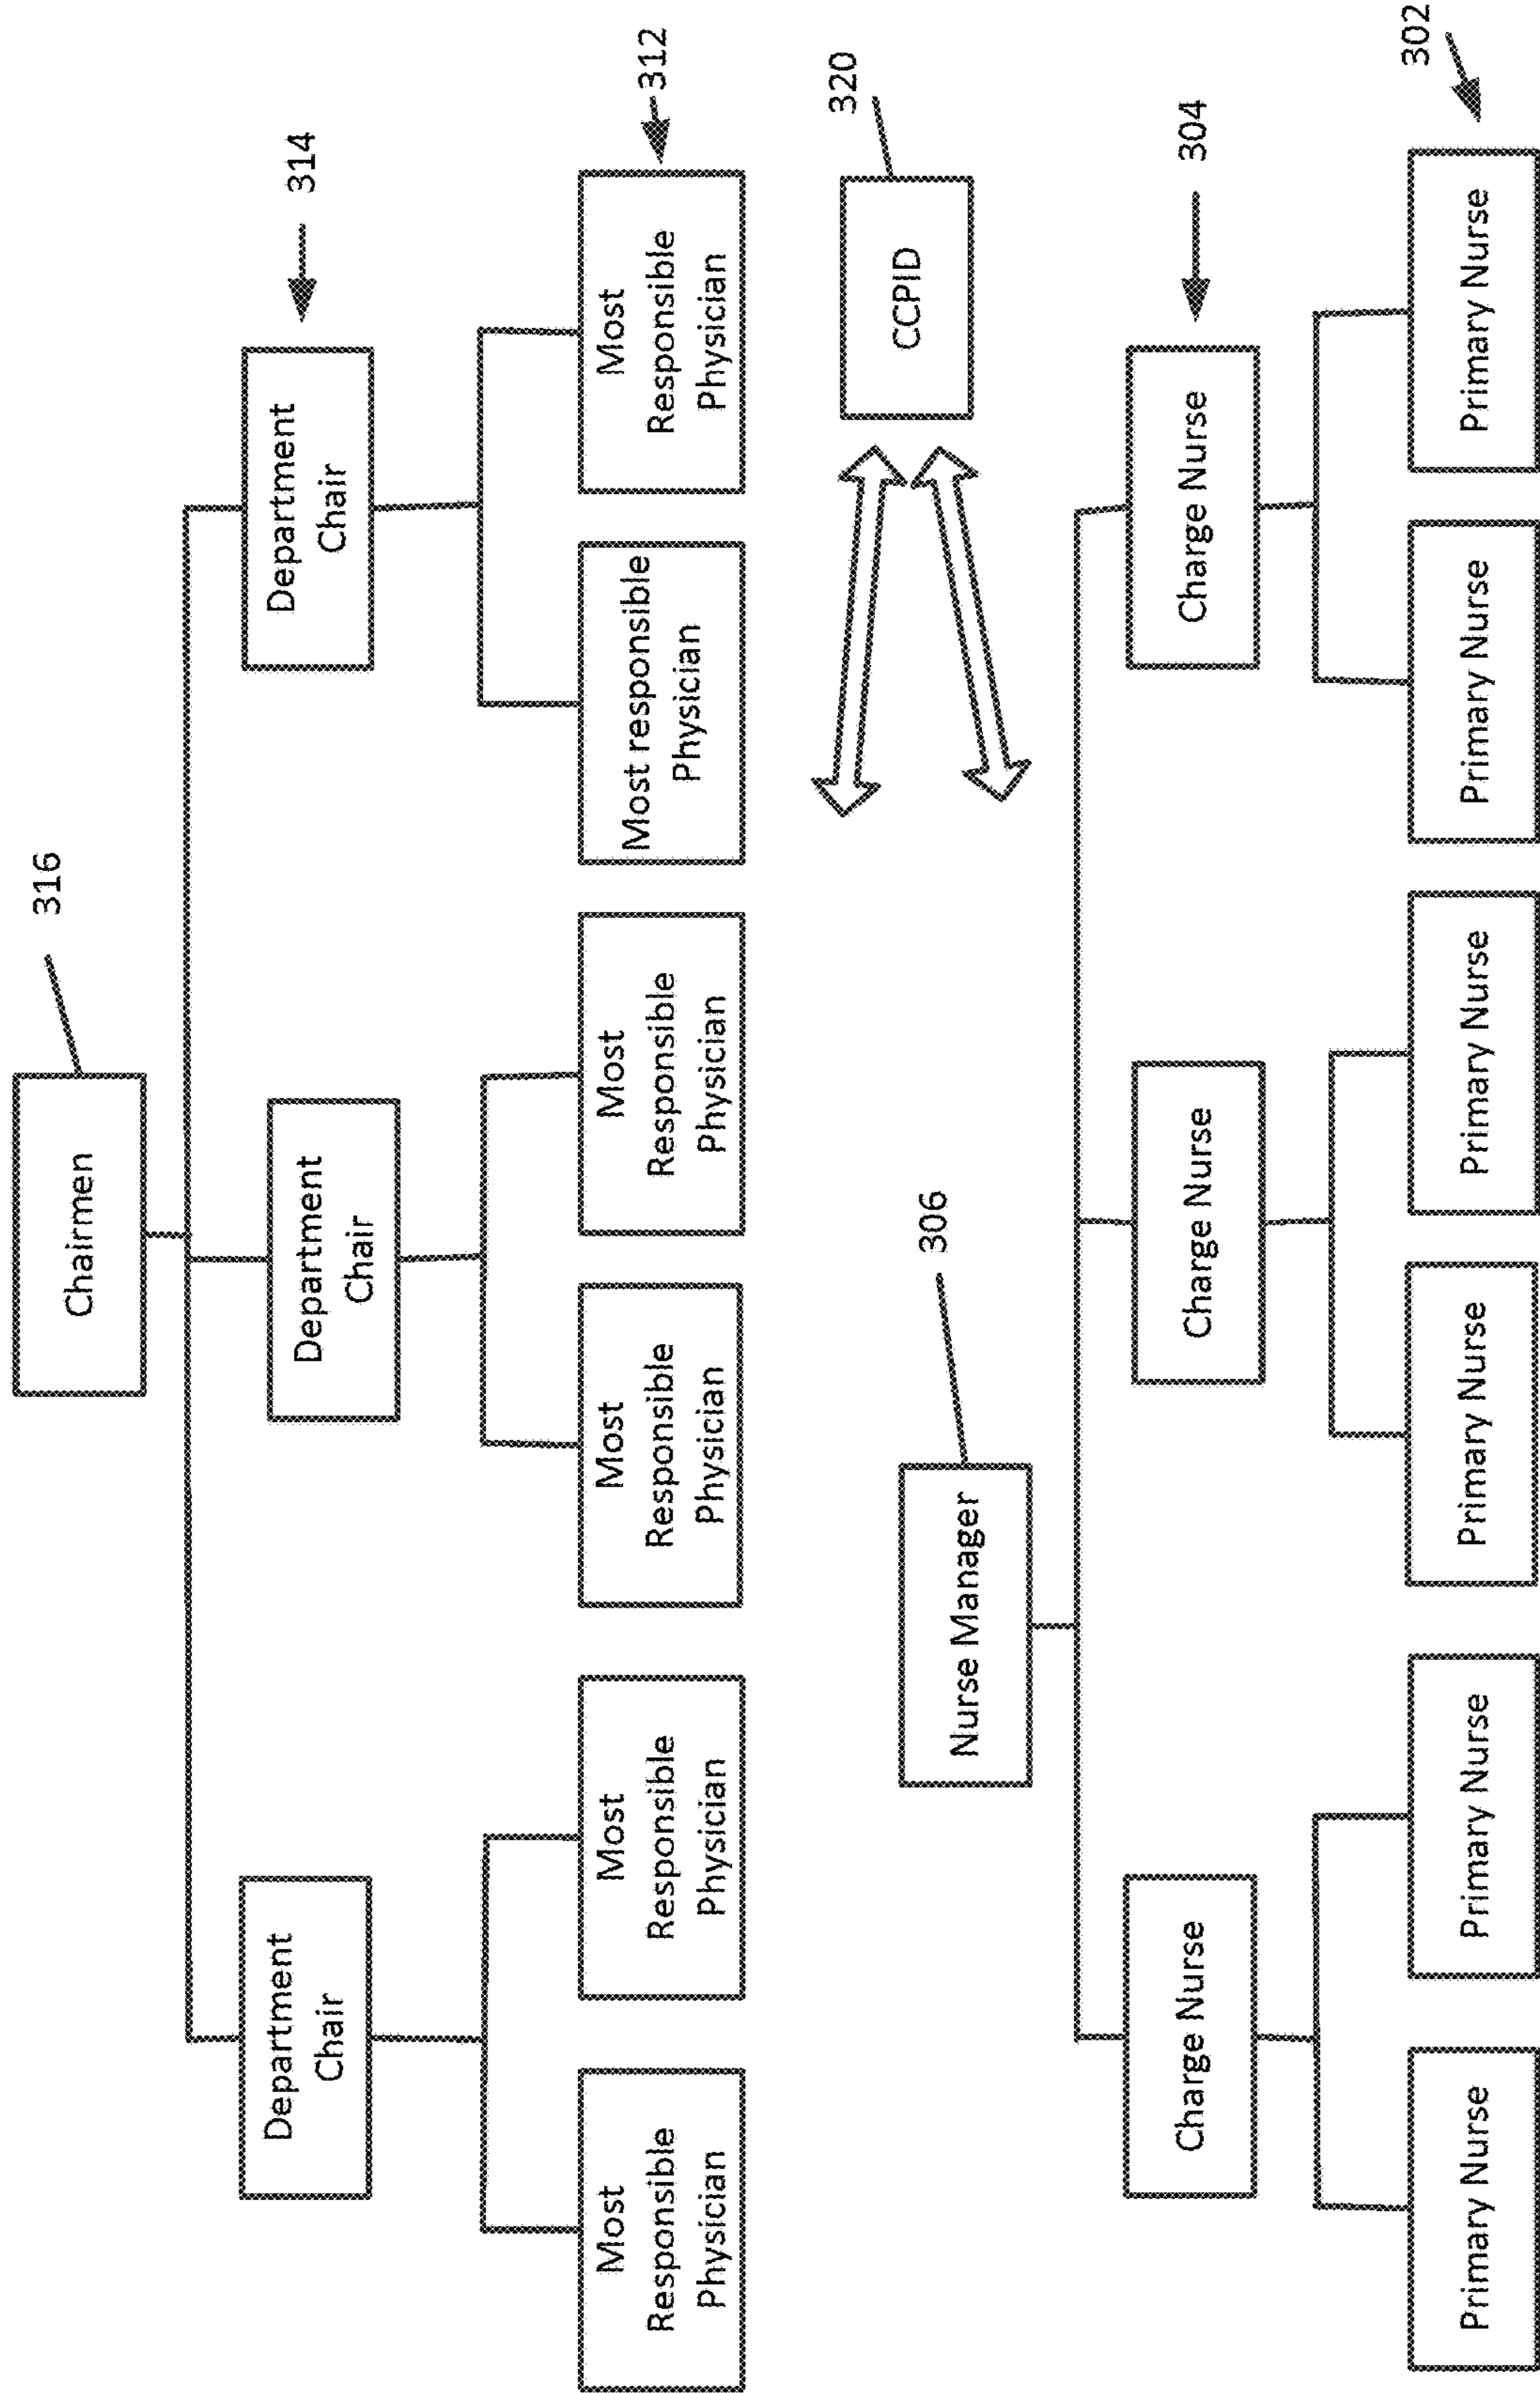 316
Chairmen
314
Department
Chair
Department
Chair
Department
Chair
312
Most
Responsible
Physician
Most
Responsible
Physician
Most
Responsible
Physician
Most
Responsible
Physician
Most responsible
Physician
Most
Responsible
Physician
320
CCPID
306
Nurse Manager
304
Charge Nurse
Charge Nurse
Charge Nurse
302
Primary Nurse
Primary Nurse
Primary Nurse
Primary Nurse
Primary Nurse
Primary Nurse